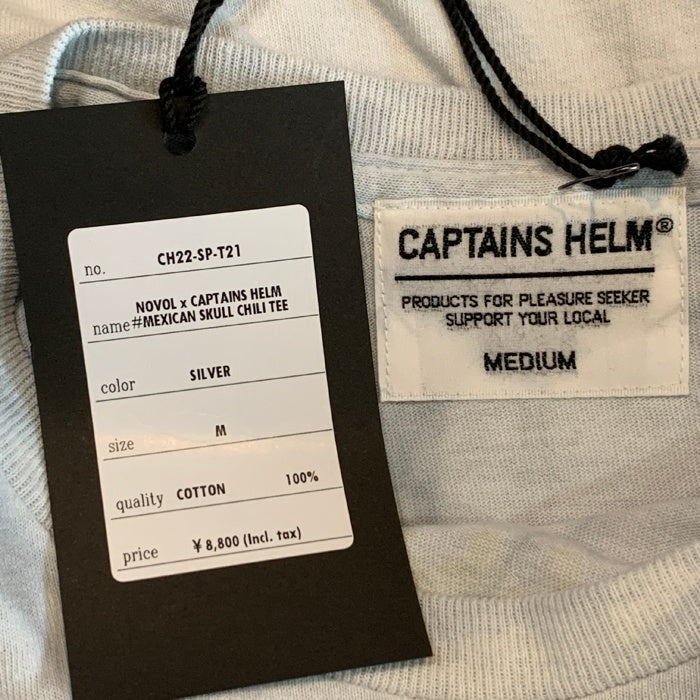 no. CH22-SP-T21
NOVOL x CAPTAINS HELM
name #MEXICAN SKULL CHILI TEE
color SILVER
size M
quality COTTON 100%
price ¥ 8,800 (Incl. tax)
CAPTAINS HELM®
PRODUCTS FOR PLEASURE SEEKER
SUPPORT YOUR LOCAL
MEDIUM